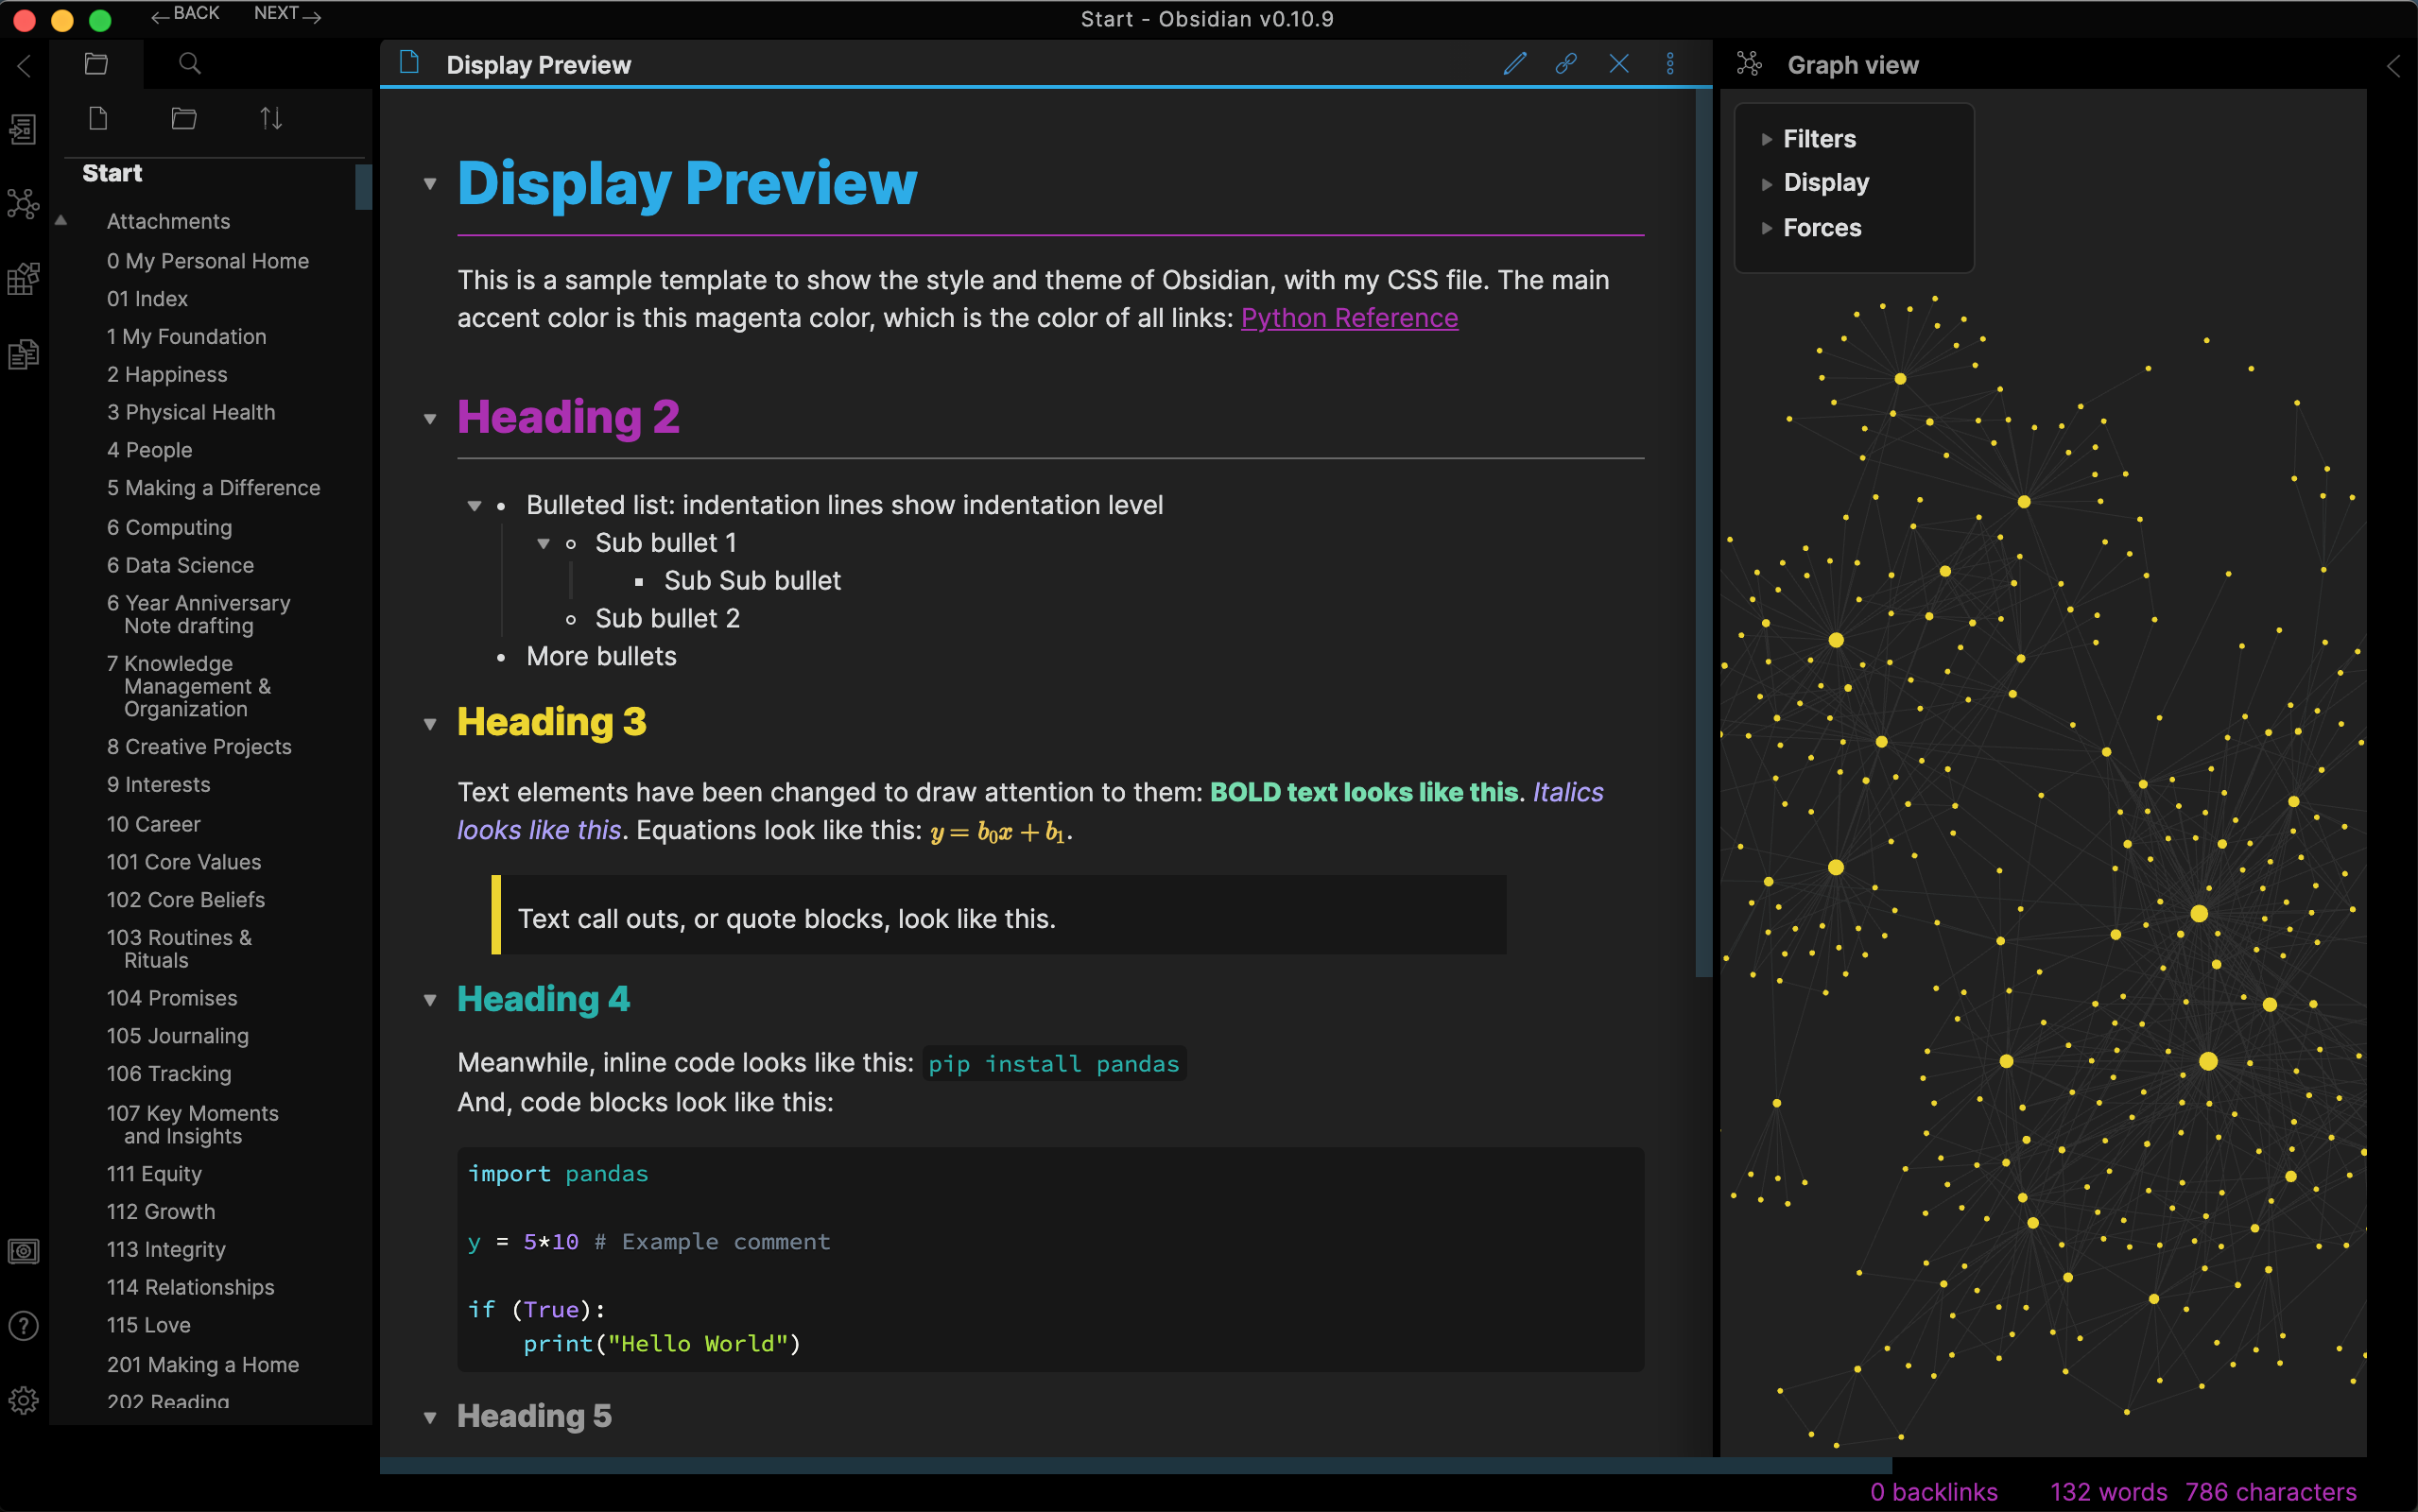 BACK NEXT
Start - Obsidian v0.10.9
Start
Attachments
0 My Personal Home
01 Index
1 My Foundation
2 Happiness
3 Physical Health
4 People
5 Making a Difference
6 Computing
6 Data Science
6 Year Anniversary
Note drafting
7 Knowledge
Management &
Organization
8 Creative Projects
9 Interests
10 Career
101 Core Values
102 Core Beliefs
103 Routines &
Rituals
104 Promises
105 Journaling
106 Tracking
107 Key Moments
and Insights
111 Equity
112 Growth
113 Integrity
114 Relationships
115 Love
201 Making a Home
202 Reading
Display Preview
Display Preview
This is a sample template to show the style and theme of Obsidian, with my CSS file. The main
accent color is this magenta color, which is the color of all links: Python Reference
Heading 2
Bulleted list: indentation lines show indentation level
Sub bullet 1
Sub Sub bullet
Sub bullet 2
More bullets
Heading 3
Text elements have been changed to draw attention to them: BOLD text looks like this. Italics
looks like this. Equations look like this: y = b₀x + b₁.
Text call outs, or quote blocks, look like this.
Heading 4
Meanwhile, inline code looks like this: pip install pandas
And, code blocks look like this:
import pandas
y = 5*10 # Example comment
if (True):
    print("Hello World")
Heading 5
Graph view
Filters
Display
Forces
0 backlinks 132 words 786 characters